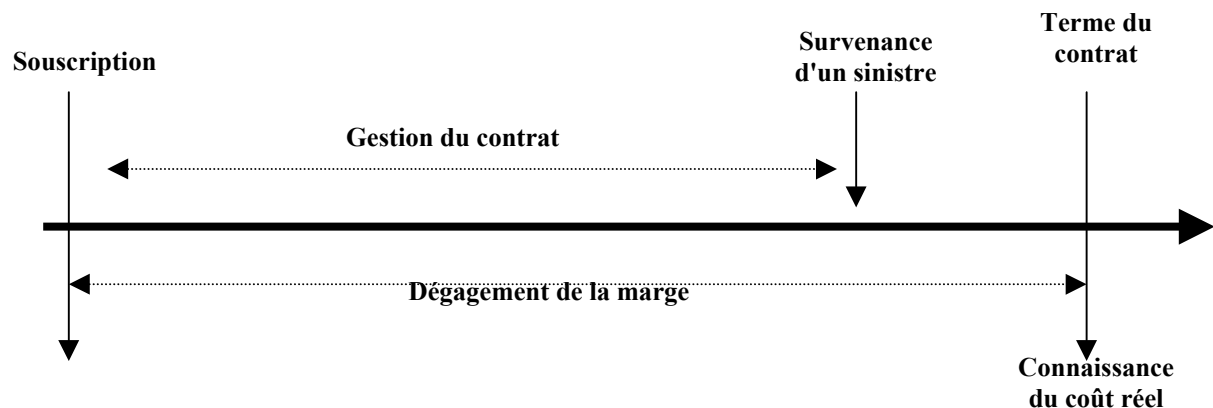 Souscription
Survenance
d'un sinistre
Terme du
contrat
Gestion du contrat
Dégagement de la marge
Connaissance
du coût réel